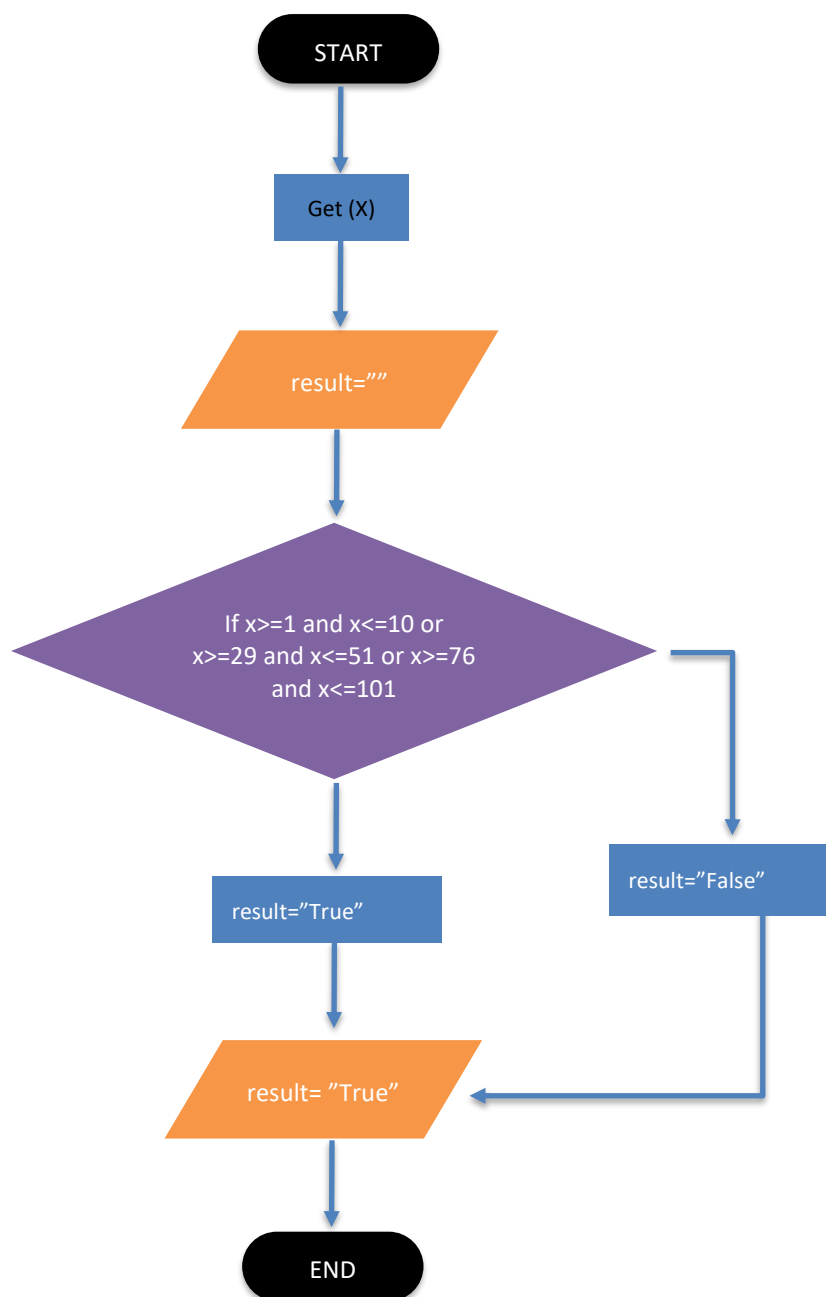 START
Get (X)
result=””
If x>=1 and x<=10 or
x>=29 and x<=51 or x>=76
and x<=101
result=”True”
result=”False”
result= ”True”
END